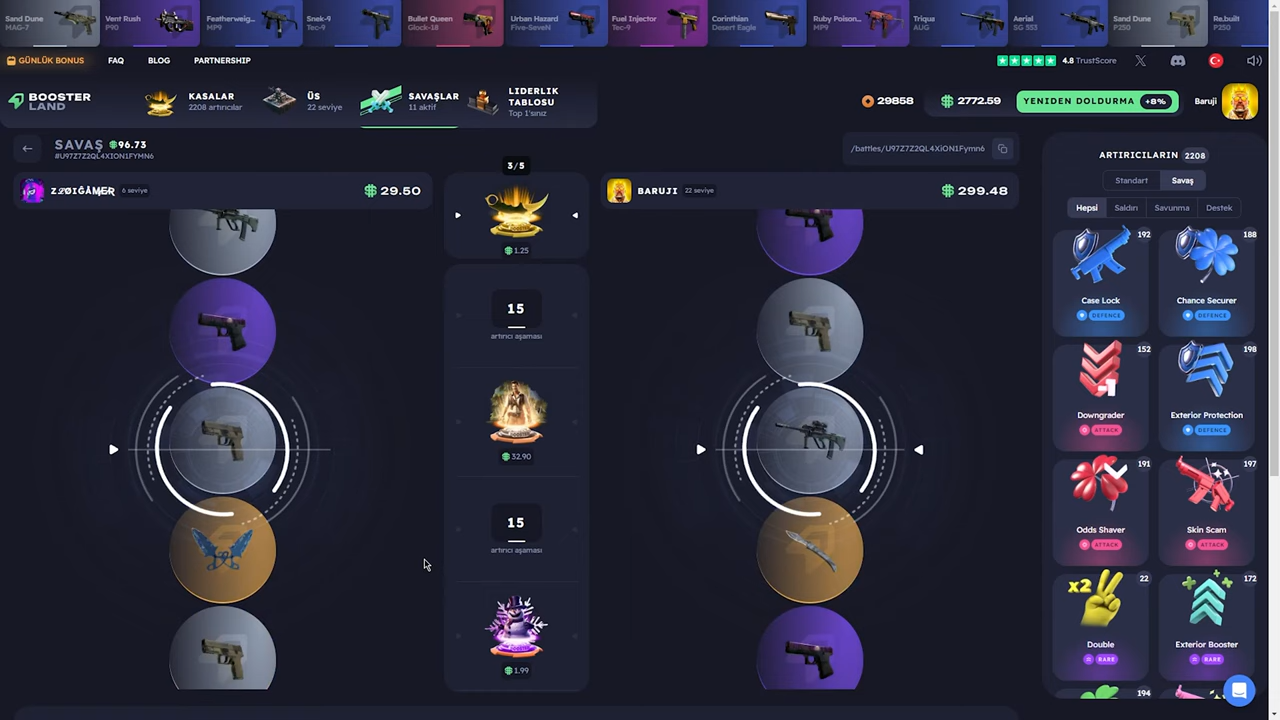 Sand Dune
MAG-7
Vent Rush
P90
Featherweig...
MP9
Snek-9
Tec-9
Bullet Queen
Glock-18
Urban Hazard
Five-SeveN
Fuel Injector
Tec-9
Corinthian
Desert Eagle
Ruby Poison...
MP9
Triqua
AUG
Aerial
SG 553
Sand Dune
P250
Re.built
P250
GÜNLÜK BONUS
FAQ
BLOG
PARTNERSHIP
4.8 TrustScore
BOOSTER
LAND
KASALAR
2208 artırıcılar
ÜS
22 seviye
SAVAŞLAR
11 aktif
LIDERLIK
TABLOSU
Top 1'sınız
29858
2772.59
YENIDEN DOLDURMA +8%
Baruji
SAVAŞ 96.73
#U97Z7Z2QL4XION1FYMN6
/battles/U97Z7Z2QL4XiON1Fymn6
3/5
6 seviye
29.50
1.25
BARUJI 22 seviye
299.48
15
artırıcı aşaması
32.90
15
artırıcı aşaması
1.99
ARTIRICILARIN 2208
Standart
Savaş
Hepsi
Saldırı
Savunma
Destek
192
Case Lock
DEFENCE
188
Chance Securer
DEFENCE
152
Downgrader
ATTACK
198
Exterior Protection
DEFENCE
191
Odds Shaver
ATTACK
197
Skin Scam
ATTACK
x2
22
Double
RARE
172
Exterior Booster
RARE
194